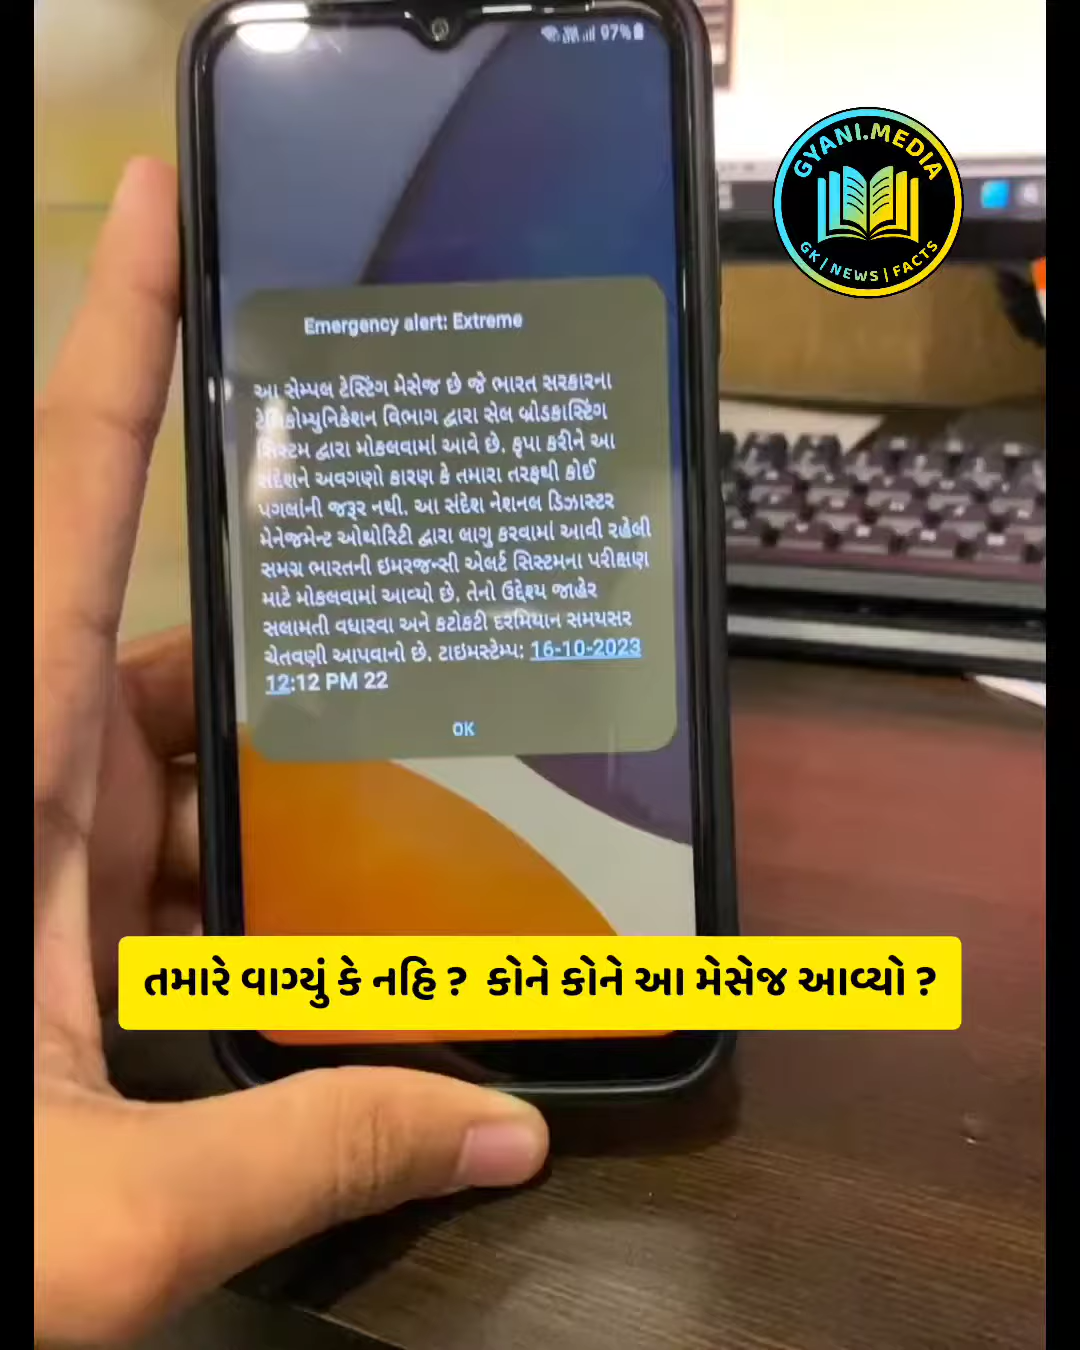 97%
GYANI.MEDIA
GK | NEWS | FACTS
Emergency alert: Extreme
આ સેમ્પલ ટેસ્ટિંગ મેસેજ છે જે ભારત સરકારના
ટેલિકોમ્યુનિકેશન વિભાગ દ્વારા સેલ બ્રોડકાસ્ટિંગ
સિસ્ટમ દ્વારા મોકલવામાં આવે છે. કૃપા કરીને આ
સંદેશને અવગણો કારણ કે તમારા તરફથી કોઈ
પગલાંની જરૂર નથી. આ સંદેશ નેશનલ ડિઝાસ્ટર
મેનેજમેન્ટ ઓથોરિટી દ્વારા લાગુ કરવામાં આવી રહેલી
સમગ્ર ભારતની ઇમરજન્સી એલર્ટ સિસ્ટમના પરીક્ષણ
માટે મોકલવામાં આવ્યો છે. તેનો ઉદ્દેશ્ય જાહેર
સલામતી વધારવા અને કટોકટી દરમિયાન સમયસર
ચેતવણી આપવાનો છે. ટાઇમસ્ટેમ્પ: 16-10-2023
12:12 PM 22
OK
તમારે વાગ્યું કે નહિ ? કોને કોને આ મેસેજ આવ્યો ?